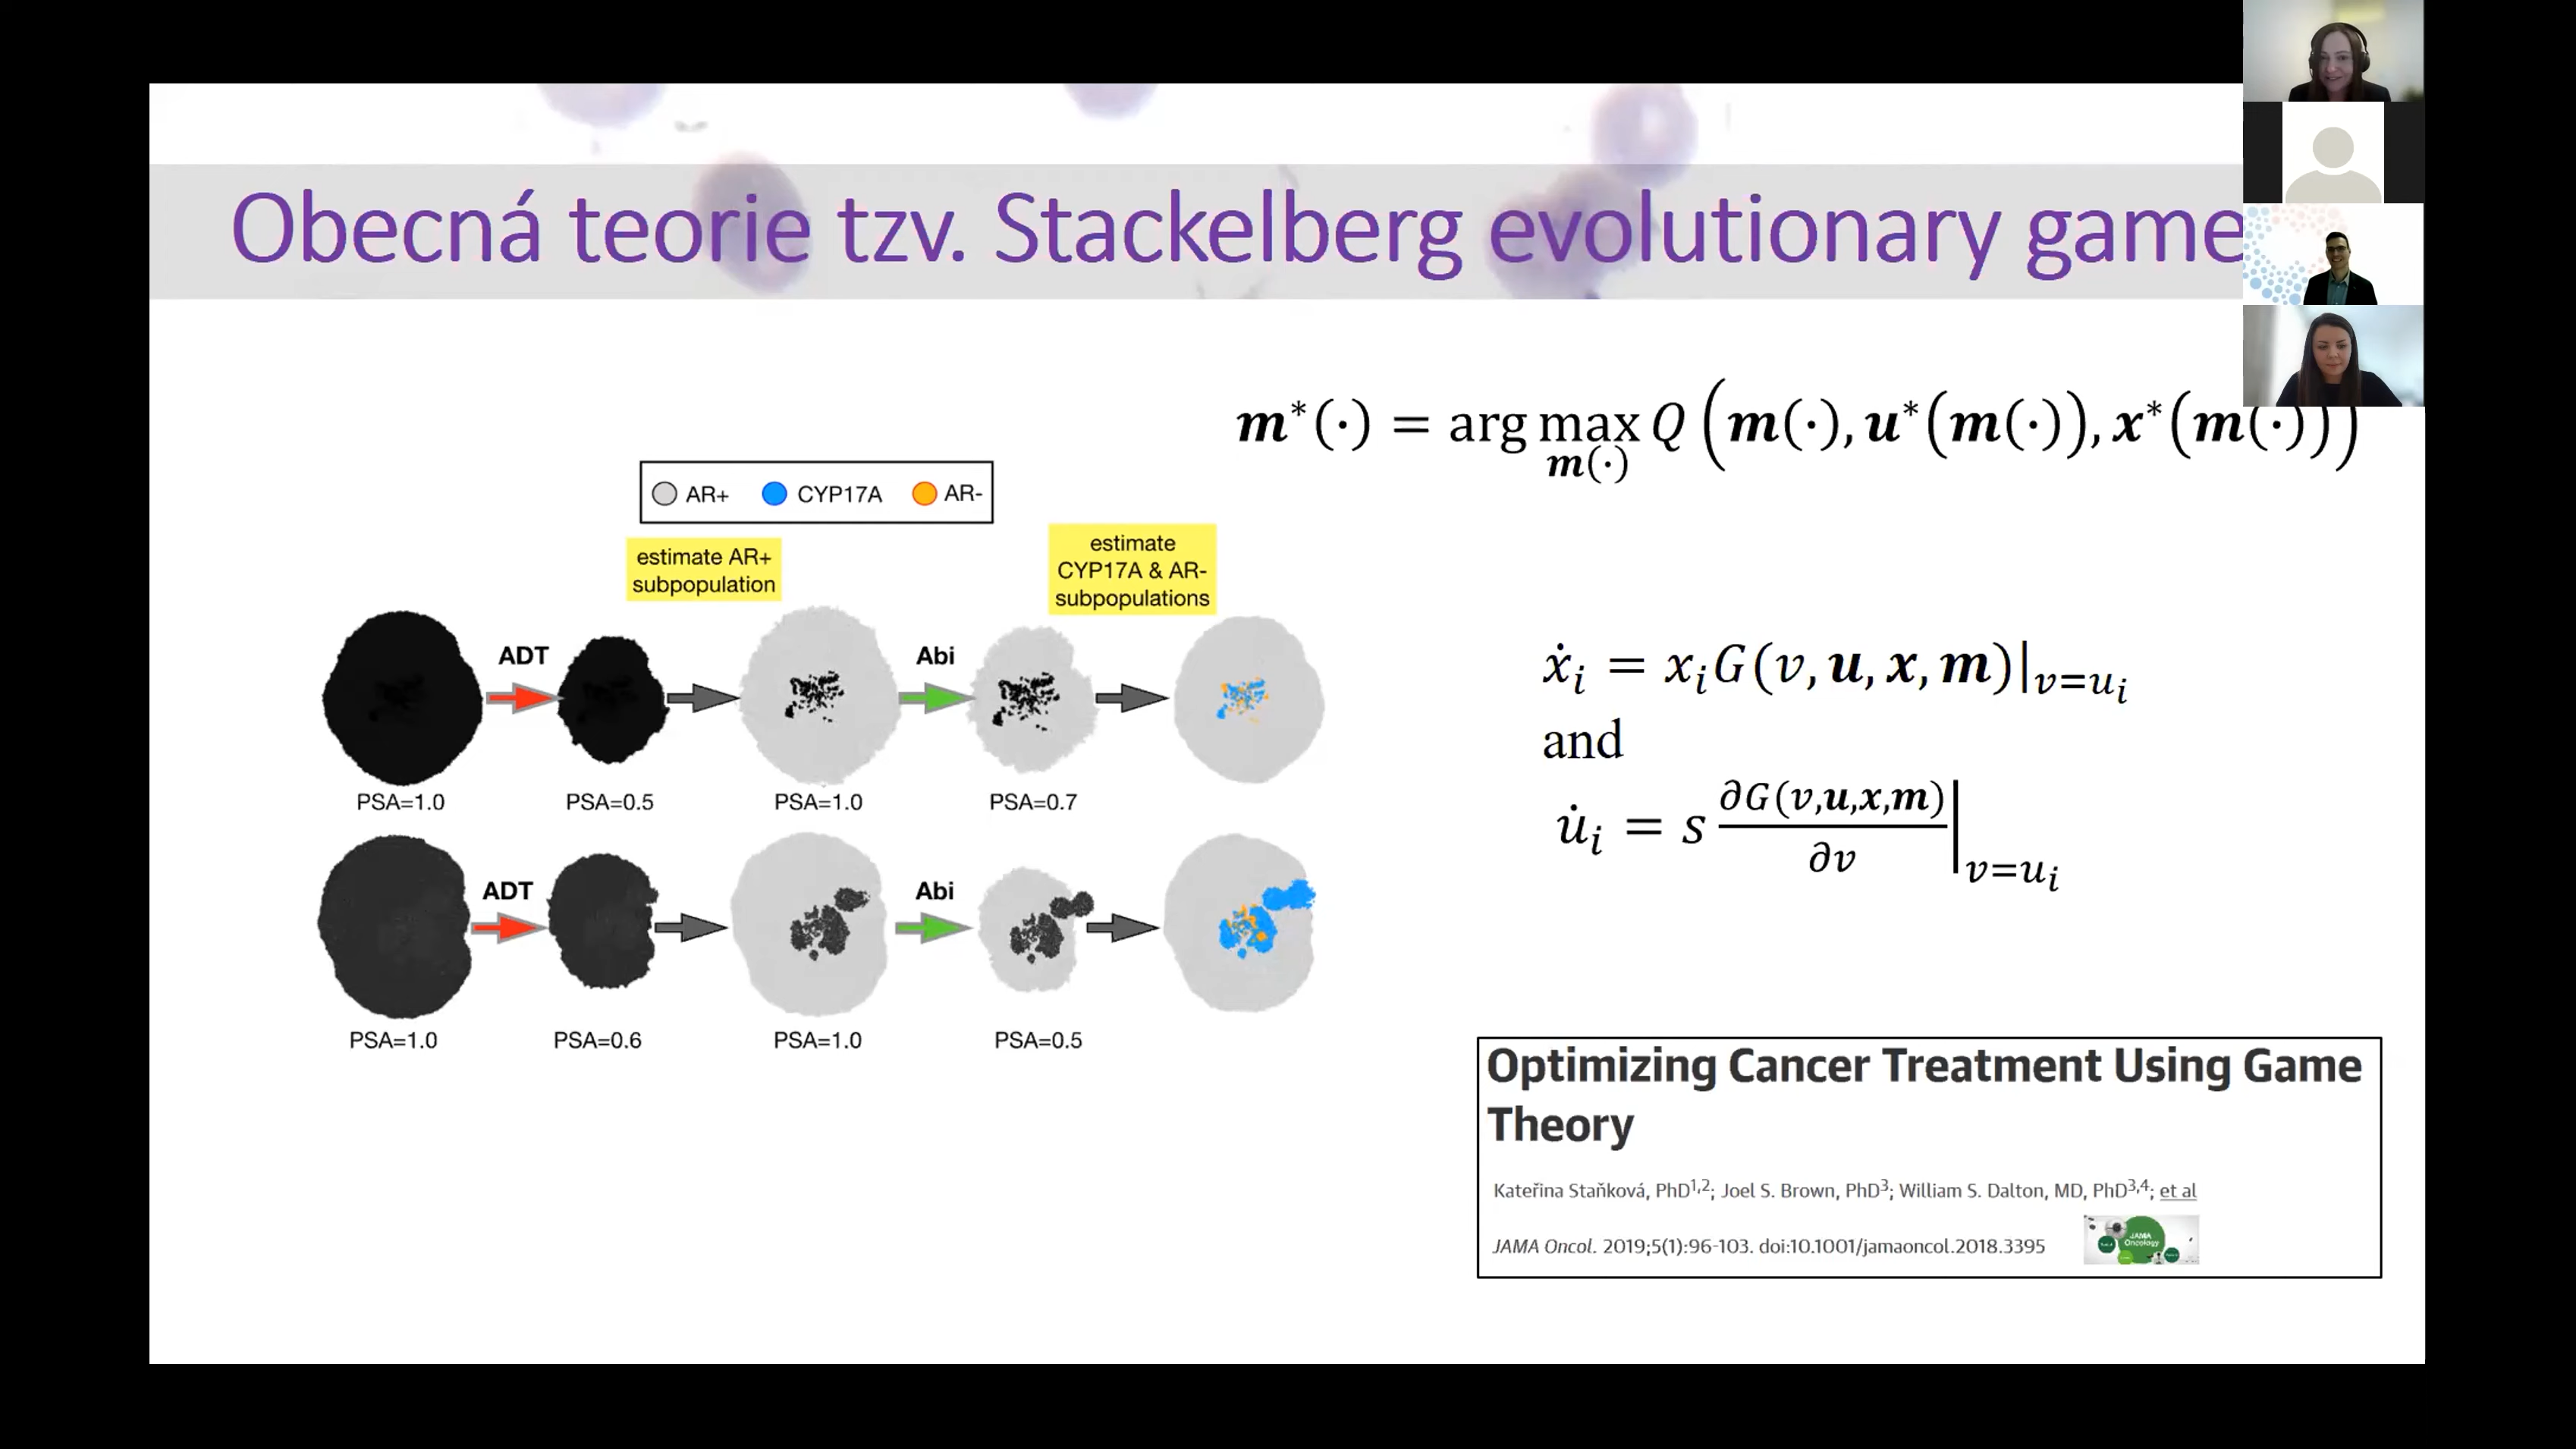 Obecná teorie tzv. Stackelberg evolutionary game
m*(·) = arg max Q (m(·), u*(m(·)), x*(m(·)))
m(·)
AR+ CYP17A AR-
estimate AR+
subpopulation
estimate
CYP17A & AR-
subpopulations
ADT Abi
PSA=1.0 PSA=0.5 PSA=1.0 PSA=0.7
ADT Abi
PSA=1.0 PSA=0.6 PSA=1.0 PSA=0.5
ẋᵢ = xᵢG(v, u, x, m)|v=uᵢ
and
u̇ᵢ = s ∂G(v,u,x,m)/∂v |v=uᵢ
Optimizing Cancer Treatment Using Game
Theory
Kateřina Staňková, PhD1,2; Joel S. Brown, PhD3; William S. Dalton, MD, PhD3,4; et al
JAMA Oncol. 2019;5(1):96-103. doi:10.1001/jamaoncol.2018.3395
JAMA
Oncology